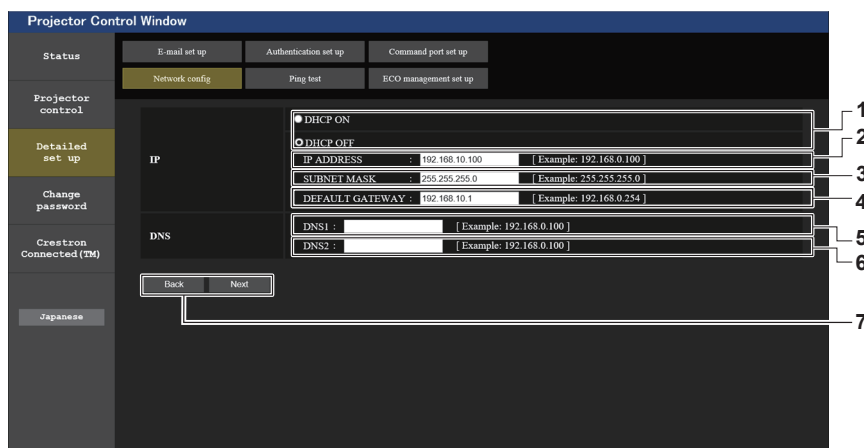 Projector Control Window
Status
Projector
control
Detailed
set up
Change
password
Crestron
Connected(TM)
Japanese
E-mail set up
Authentication set up
Command port set up
Network config
Ping test
ECO management set up
IP
DHCP ON
DHCP OFF
IP ADDRESS : 192.168.10.100 [ Example: 192.168.0.100 ]
SUBNET MASK : 255.255.255.0 [ Example: 255.255.255.0 ]
DEFAULT GATEWAY : 192.168.10.1 [ Example: 192.168.0.254 ]
DNS
DNS1 : [ Example: 192.168.0.100 ]
DNS2 : [ Example: 192.168.0.100 ]
Back Next
1
2
3
4
5
6
7